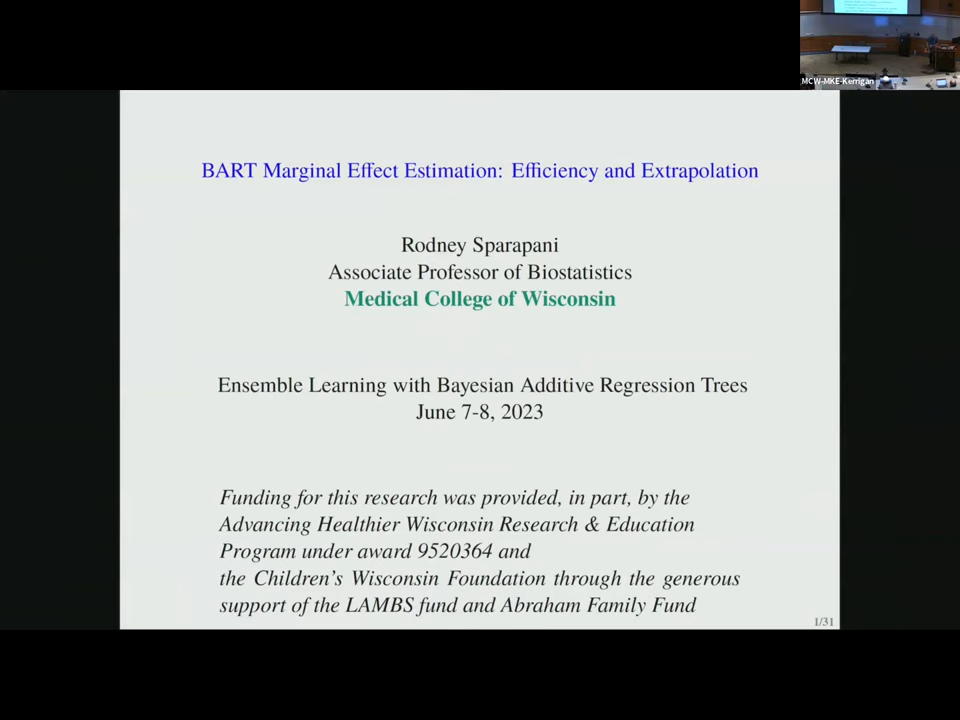 MCW-MKE-Kerrigan
BART Marginal Effect Estimation: Efficiency and Extrapolation
Rodney Sparapani
Associate Professor of Biostatistics
Medical College of Wisconsin
Ensemble Learning with Bayesian Additive Regression Trees
June 7-8, 2023
Funding for this research was provided, in part, by the
Advancing Healthier Wisconsin Research & Education
Program under award 9520364 and
the Children's Wisconsin Foundation through the generous
support of the LAMBS fund and Abraham Family Fund
1/31